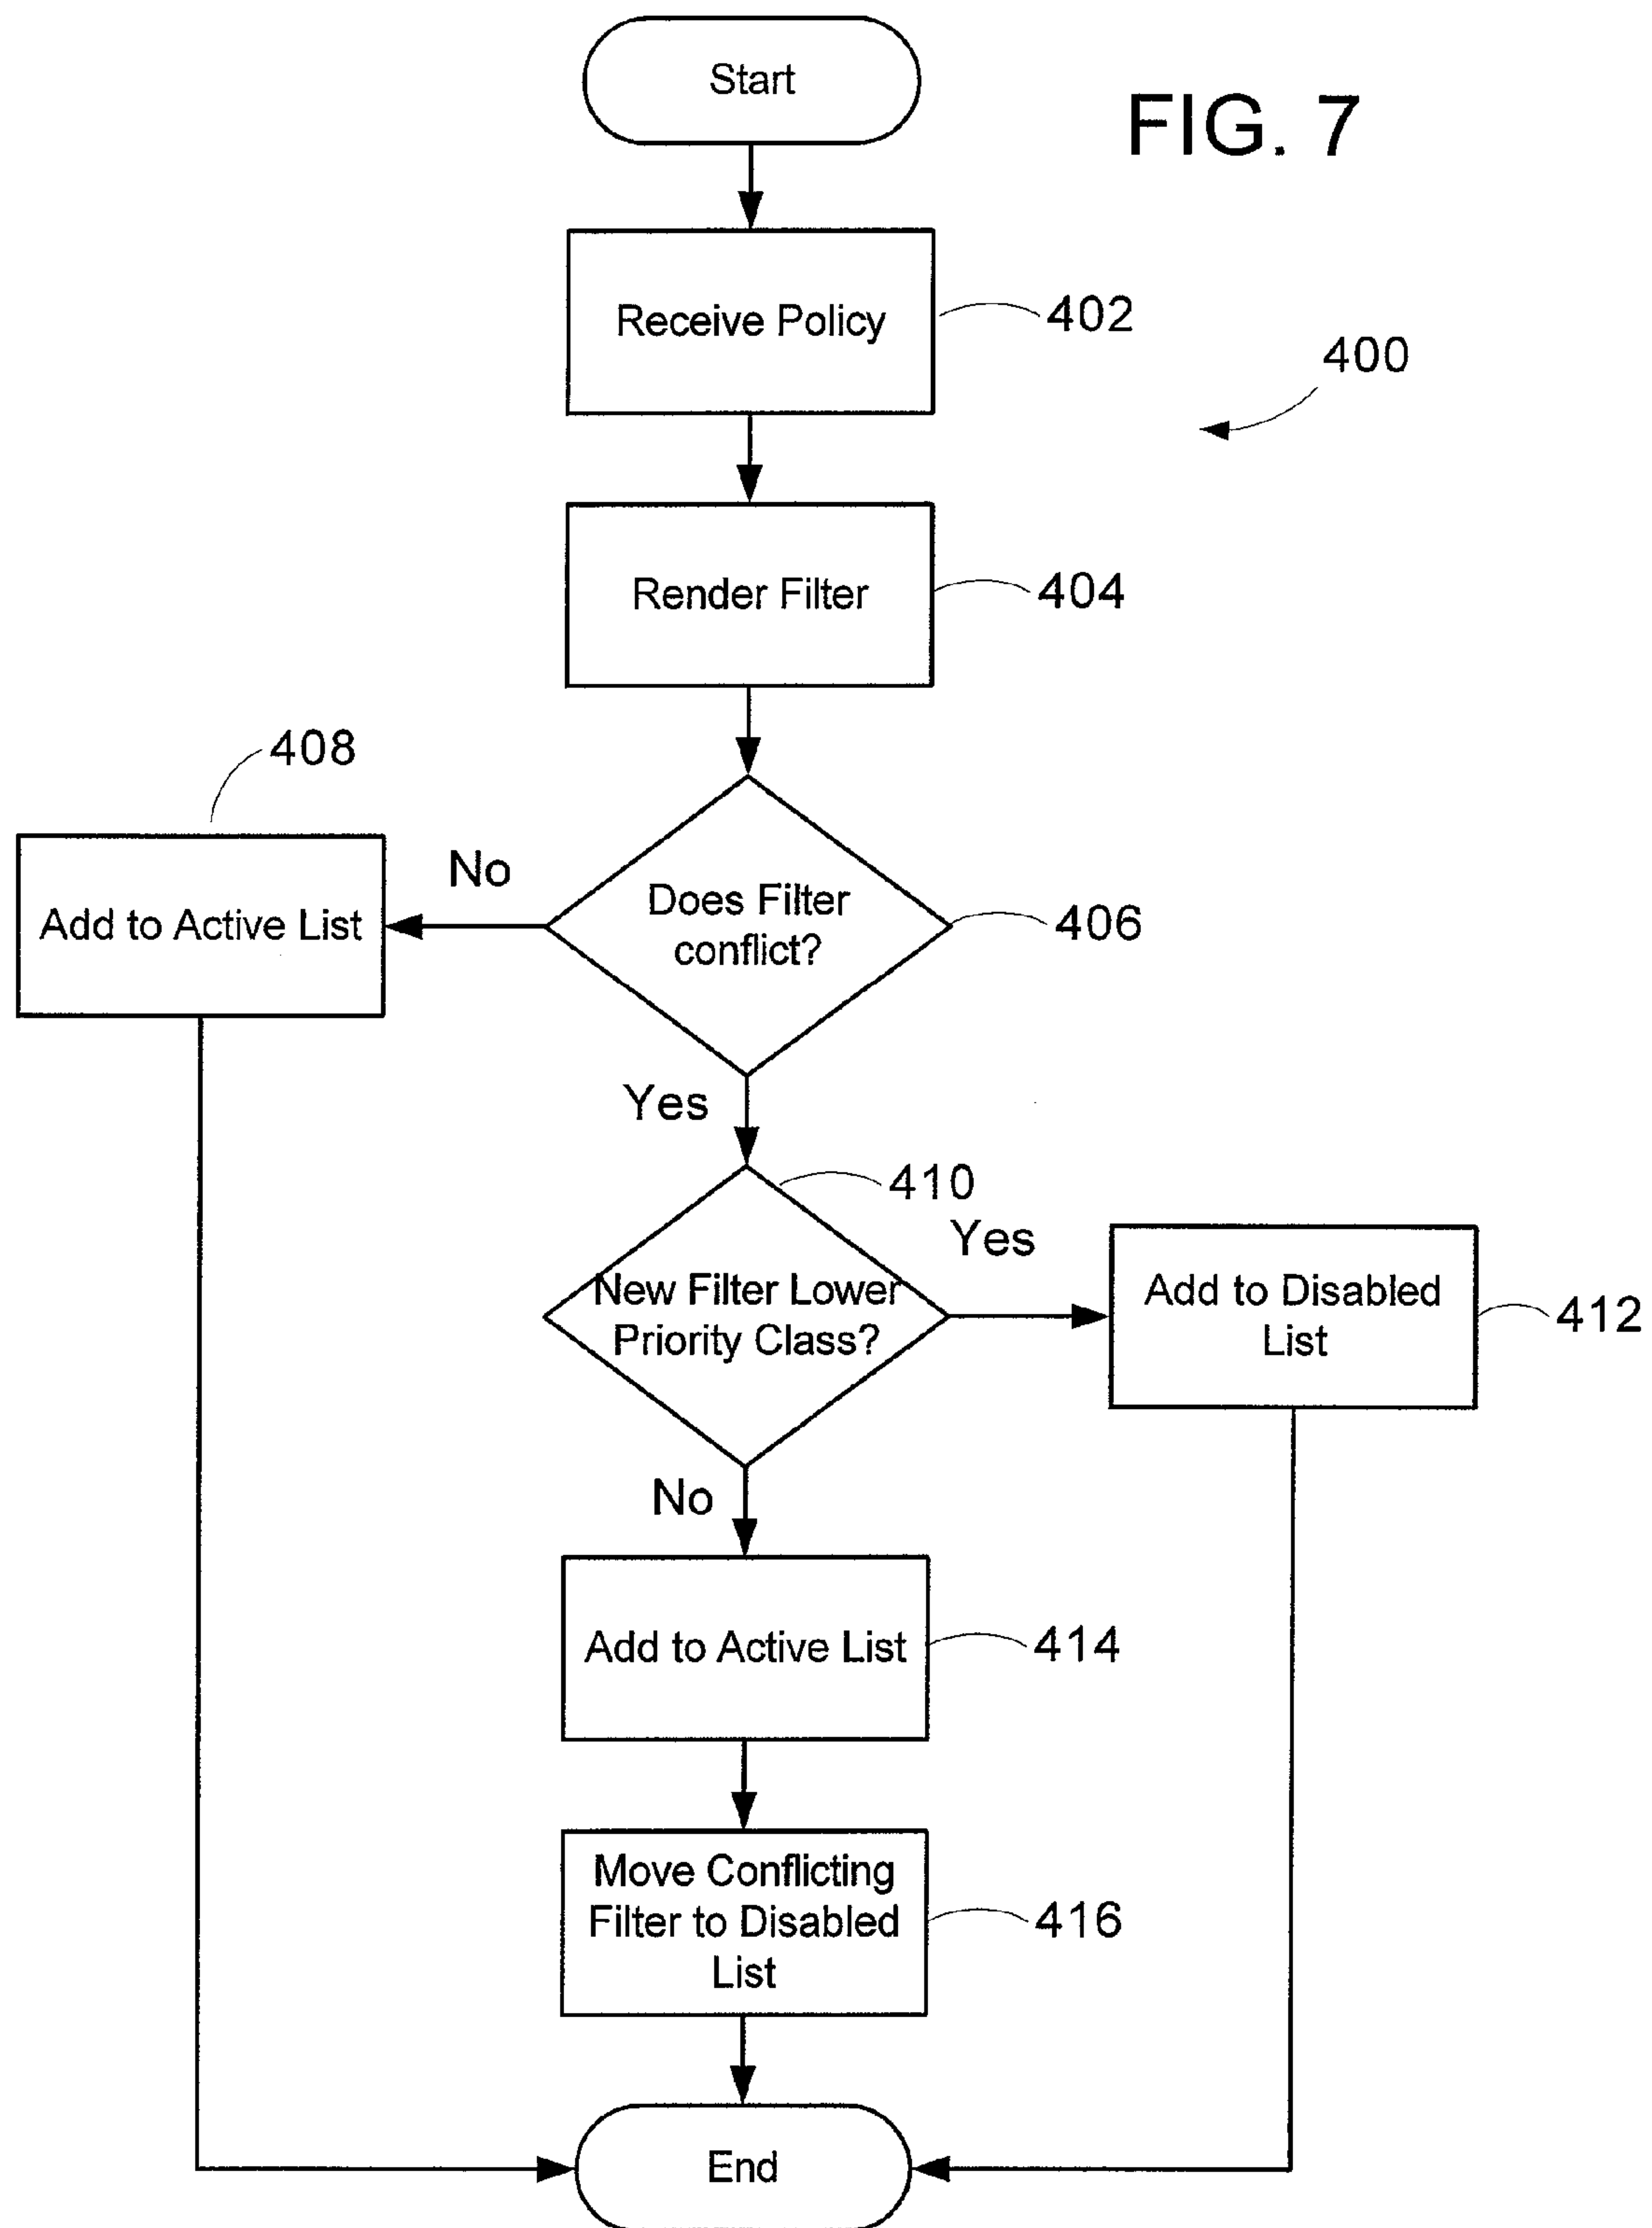 Start
FIG. 7
Receive Policy
402
400
Render Filter
404
408
No
Add to Active List
Does Filter
conflict?
406
Yes
410
Yes
New Filter Lower
Priority Class?
Add to Disabled
List
412
No
Add to Active List
414
Move Conflicting
Filter to Disabled
List
416
End